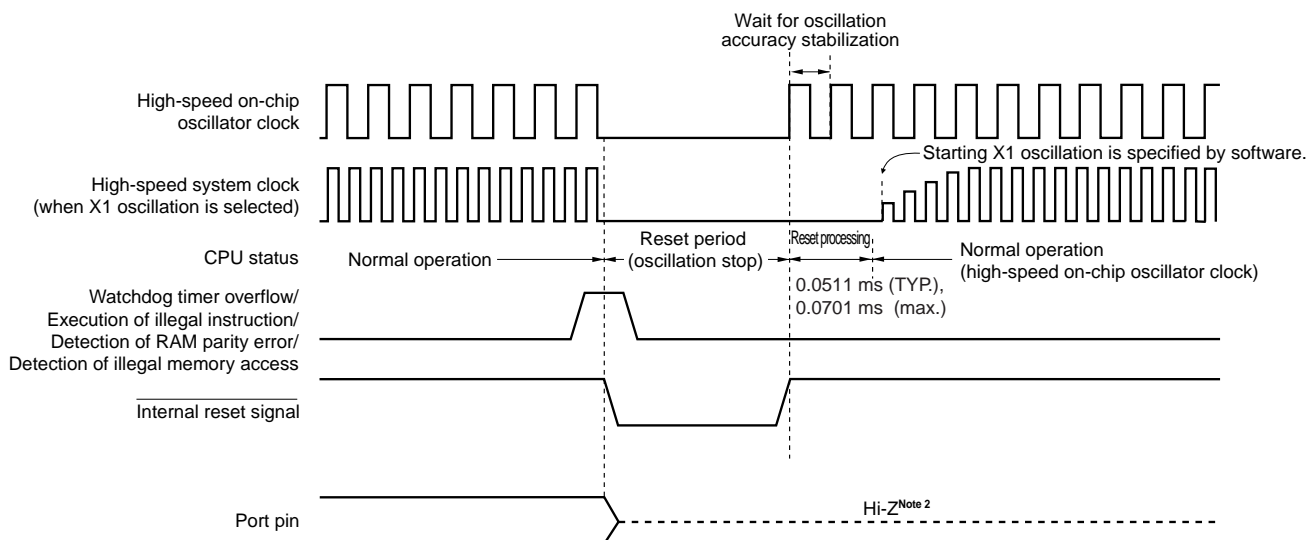 Wait for oscillation
accuracy stabilization
High-speed on-chip
oscillator clock
Starting X1 oscillation is specified by software.
High-speed system clock
(when X1 oscillation is selected)
CPU status
Normal operation
Reset period
(oscillation stop)
Reset processing
Normal operation
(high-speed on-chip oscillator clock)
0.0511 ms (TYP.),
0.0701 ms (max.)
Watchdog timer overflow/
Execution of illegal instruction/
Detection of RAM parity error/
Detection of illegal memory access
Internal reset signal
Port pin
Hi-Z Note 2